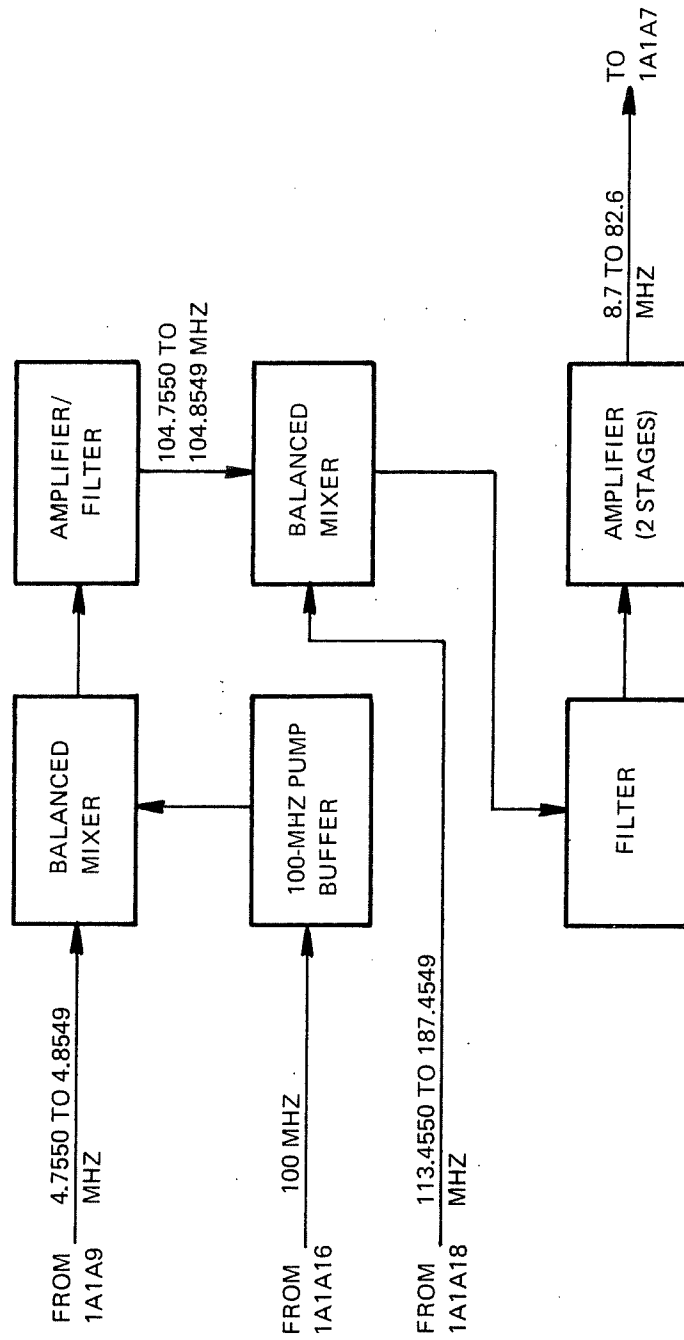 FROM
1A1A9
4.7550 TO 4.8549
MHZ
BALANCED
MIXER
AMPLIFIER/
FILTER
104.7550 TO
104.8549 MHZ
FROM
1A1A16
100 MHZ
100-MHZ PUMP
BUFFER
BALANCED
MIXER
FROM
1A1A18
113.4550 TO 187.4549
MHZ
FILTER
AMPLIFIER
(2 STAGES)
8.7 TO 82.6
MHZ
TO
1A1A7